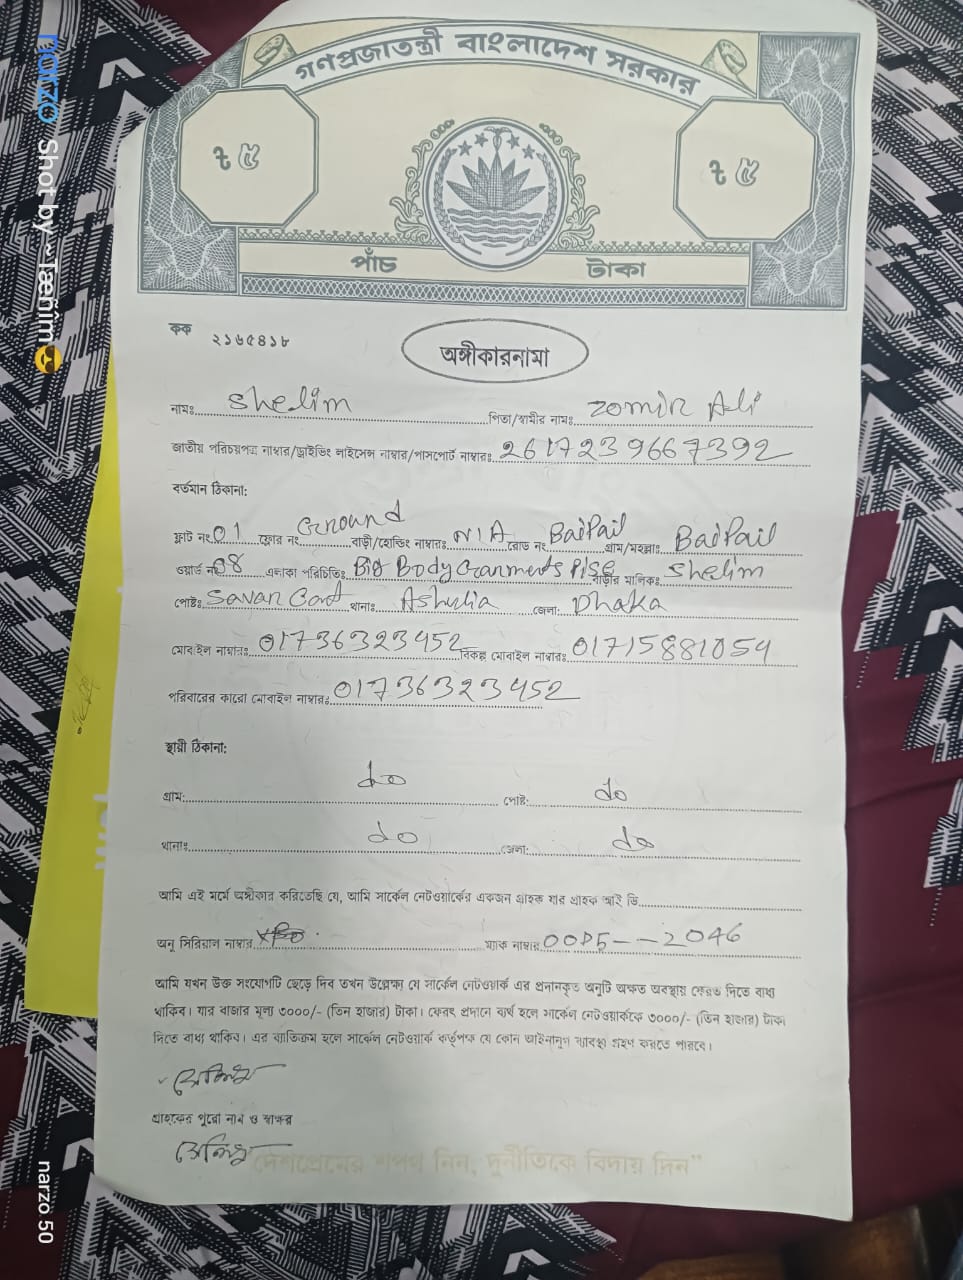 গণপ্রজাতন্ত্রী বাংলাদেশ সরকার
৳ ৫ ৳ ৫
পাঁচ টাকা
কক ২১৬৫৪১৮
অঙ্গীকারনামা
নামঃ Shelim পিতা/স্বামীর নামঃ Zomir Ali
জাতীয় পরিচয়পত্র নাম্বার/ড্রাইভিং লাইসেন্স নাম্বার/পাসপোর্ট নাম্বারঃ 2617239667392
বর্তমান ঠিকানা:
ফ্লাট নং 01 ফ্লোর নং Ground বাড়ী/হোল্ডিং নাম্বারঃ N/A রোড নং BaiPail গ্রাম/মহল্লাঃ BaiPail
ওয়ার্ড নং 08 এলাকা পরিচিতিঃ Big Body Garments বাড়ীর মালিকঃ Shelim
পোষ্টঃ Savar Cant থানাঃ Ashulia জেলা: Dhaka
মোবাইল নাম্বারঃ 01736323452 বিকল্প মোবাইল নাম্বারঃ 01715881054
পরিবারের কারো মোবাইল নাম্বারঃ 01736323452
স্থায়ী ঠিকানা:
গ্রাম: do পোষ্ট: do
থানাঃ do জেলা: do
আমি এই মর্মে অঙ্গীকার করিতেছি যে, আমি সার্কেল নেটওয়ার্কের একজন গ্রাহক যার গ্রাহক আই ডি
অনু সিরিয়াল নাম্বার ম্যাক নাম্বার 00D5--2046
আমি যখন উক্ত সংযোগটি ছেড়ে দিব তখন উল্লেক্ষ্য যে সার্কেল নেটওয়ার্ক এর প্রদানকৃত অনুটি অক্ষত অবস্থায় ফেরত দিতে বাধ্য
থাকিব। যার বাজার মূল্য ৩০০০/- (তিন হাজার) টাকা। ফেরৎ প্রদানে ব্যর্থ হলে সার্কেল নেটওয়ার্ককে ৩০০০/- (তিন হাজার) টাকা
দিতে বাধ্য থাকিব। এর ব্যতিক্রম হলে সার্কেল নেটওয়ার্ক কর্তৃপক্ষ যে কোন আইনানুগ ব্যবস্থা গ্রহণ করতে পারবে।
সেলিম
গ্রাহকের পুরো নাম ও স্বাক্ষর
সেলিম
"দেশপ্রেমের শপথ নিন, দুর্নীতিকে বিদায় দিন"
narzo Shot by ~Taehim😎
narzo 50